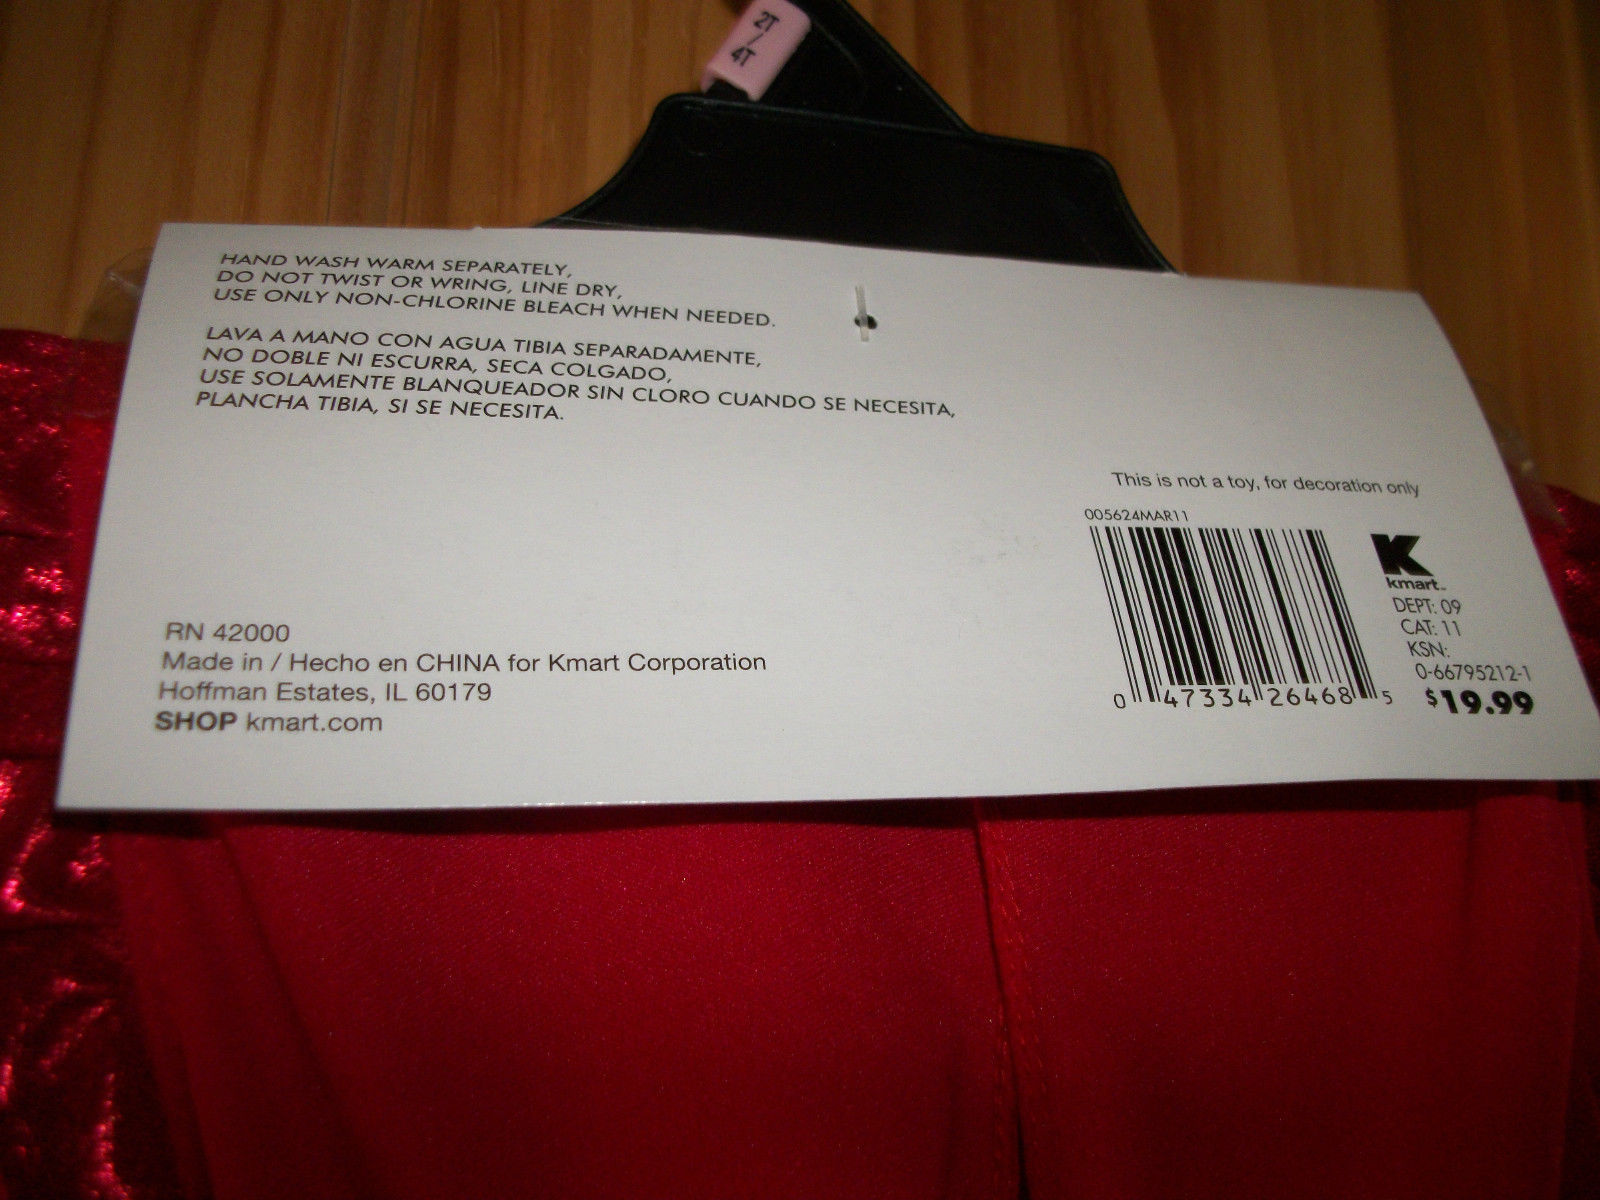 2T
/
4T
HAND WASH WARM SEPARATELY,
DO NOT TWIST OR WRING, LINE DRY,
USE ONLY NON-CHLORINE BLEACH WHEN NEEDED.
LAVA A MANO CON AGUA TIBIA SEPARADAMENTE,
NO DOBLE NI ESCURRA, SECA COLGADO,
USE SOLAMENTE BLANQUEADOR SIN CLORO CUANDO SE NECESITA,
PLANCHA TIBIA, SI SE NECESITA.
This is not a toy, for decoration only
005624MAR11
0 47334 26468 5
K
kmart
DEPT: 09
CAT: 11
KSN:
0-66795212-1
$19.99
RN 42000
Made in / Hecho en CHINA for Kmart Corporation
Hoffman Estates, IL 60179
SHOP kmart.com